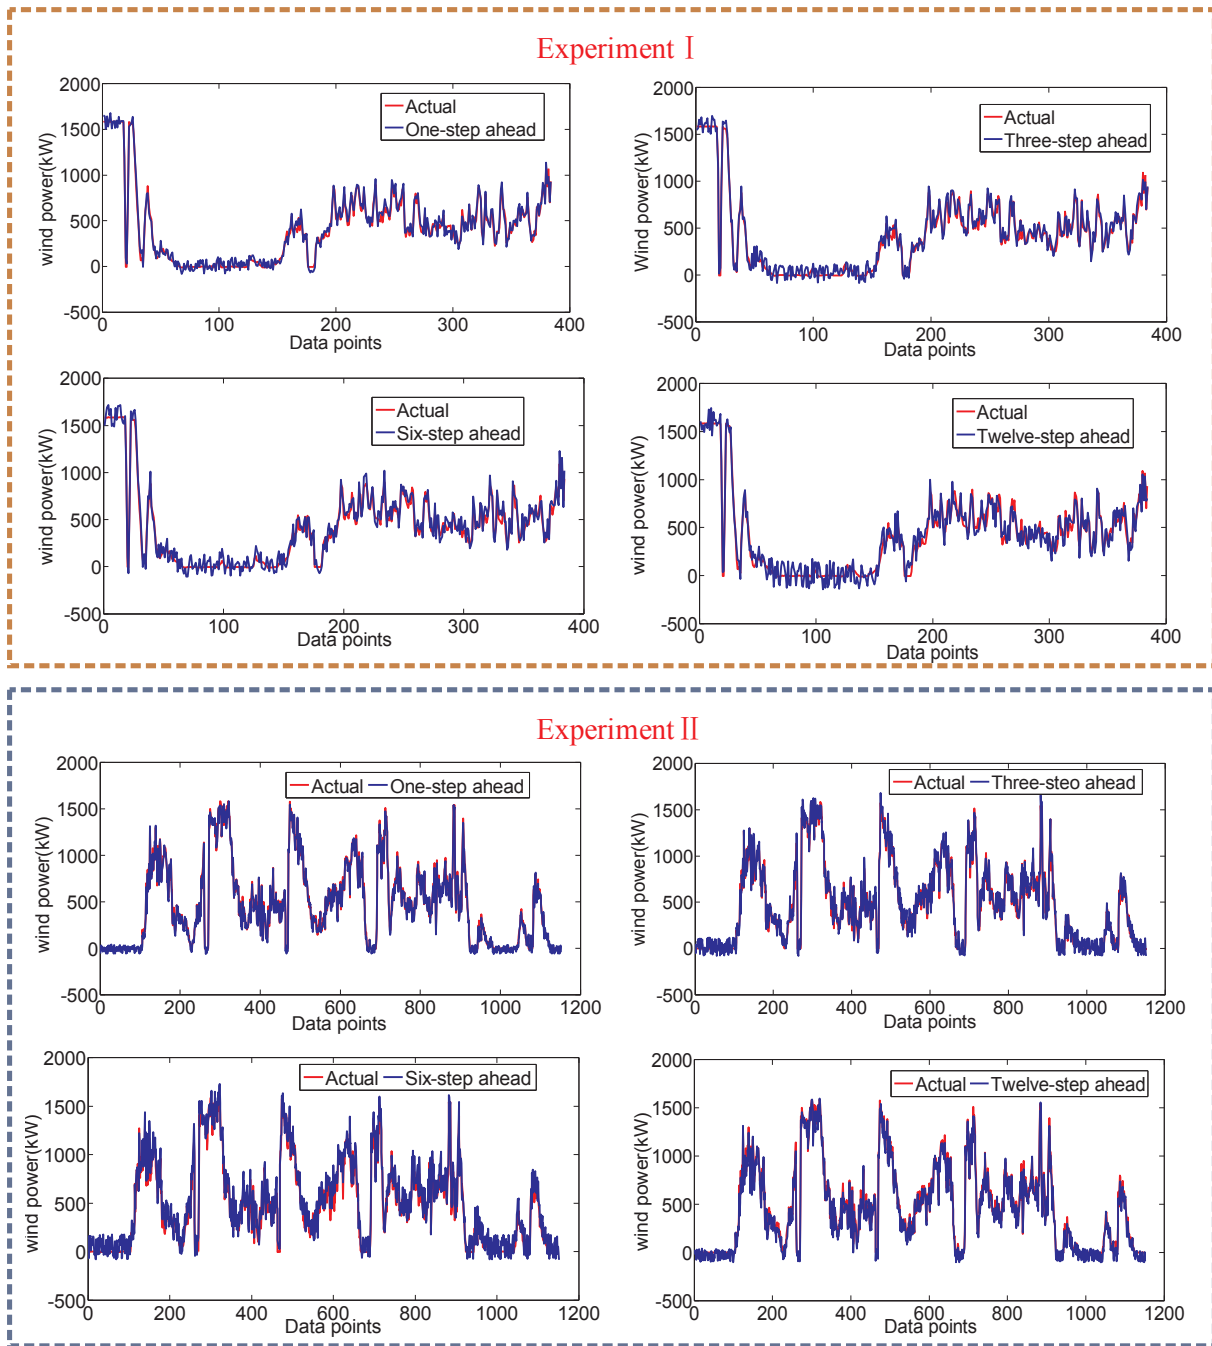 Experiment Ⅰ
2000
1500
1000
500
0
-500
wind power(kW)
Actual
One-step ahead
0 100 200 300 400
Data points
2000
1500
1000
500
0
-500
Wind power(kW)
Actual
Three-step ahead
0 100 200 300 400
Data points
2000
1500
1000
500
0
-500
wind power(kW)
Actual
Six-step ahead
0 100 200 300 400
Data points
2000
1500
1000
500
0
-500
wind power(kW)
Actual
Twelve-step ahead
0 100 200 300 400
Data points
Experiment Ⅱ
2000
1500
1000
500
0
-500
wind power(kW)
Actual One-step ahead
0 200 400 600 800 1000 1200
Data points
2000
1500
1000
500
0
-500
wind power(kW)
Actual Three-steo ahead
0 200 400 600 800 1000 1200
Data points
2000
1500
1000
500
0
-500
wind power(kW)
Actual Six-step ahead
0 200 400 600 800 1000 1200
Data points
2000
1500
1000
500
0
-500
wind power(kW)
Actual Twelve-step ahead
0 200 400 600 800 1000 1200
Data points